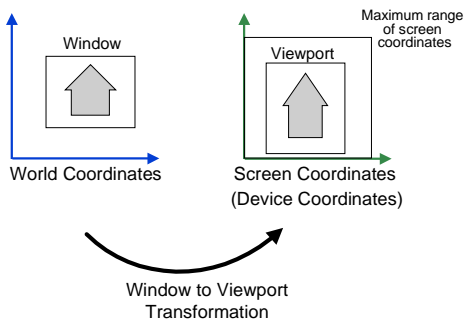 Window
World Coordinates
Maximum range
of screen
coordinates
Viewport
Screen Coordinates
(Device Coordinates)
Window to Viewport
Transformation